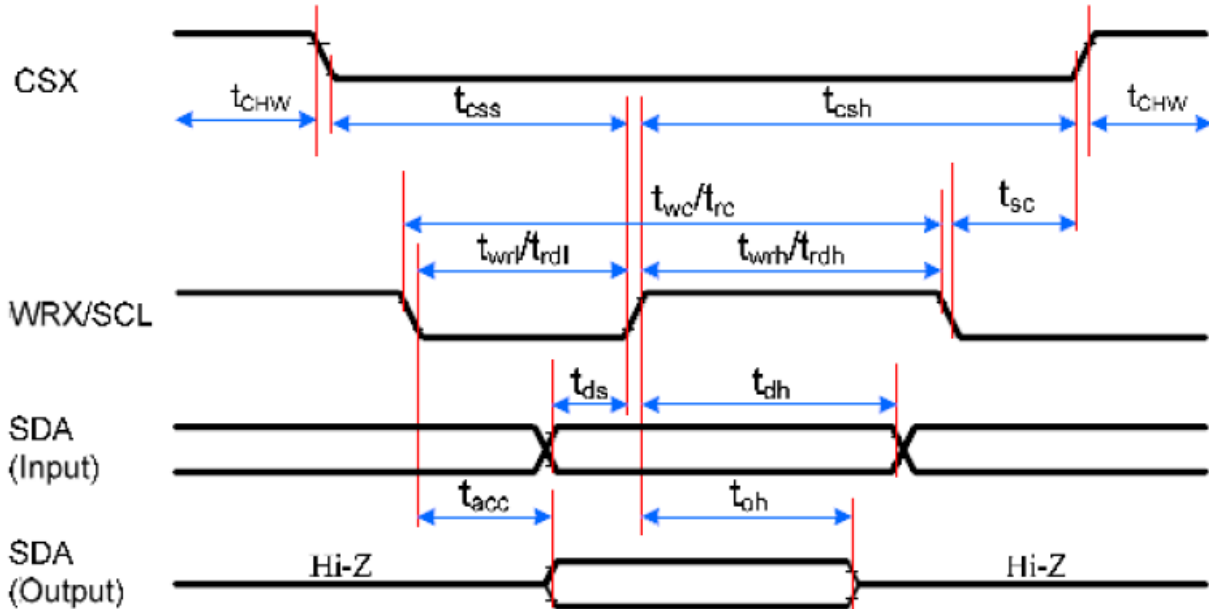 CSX
tCHW
tcss
tcsh
tCHW
twc/trc
tsc
twrl/trdl
twrh/trdh
WRX/SCL
tds
tdh
SDA
(Input)
tacc
toh
SDA
(Output)
Hi-Z
Hi-Z